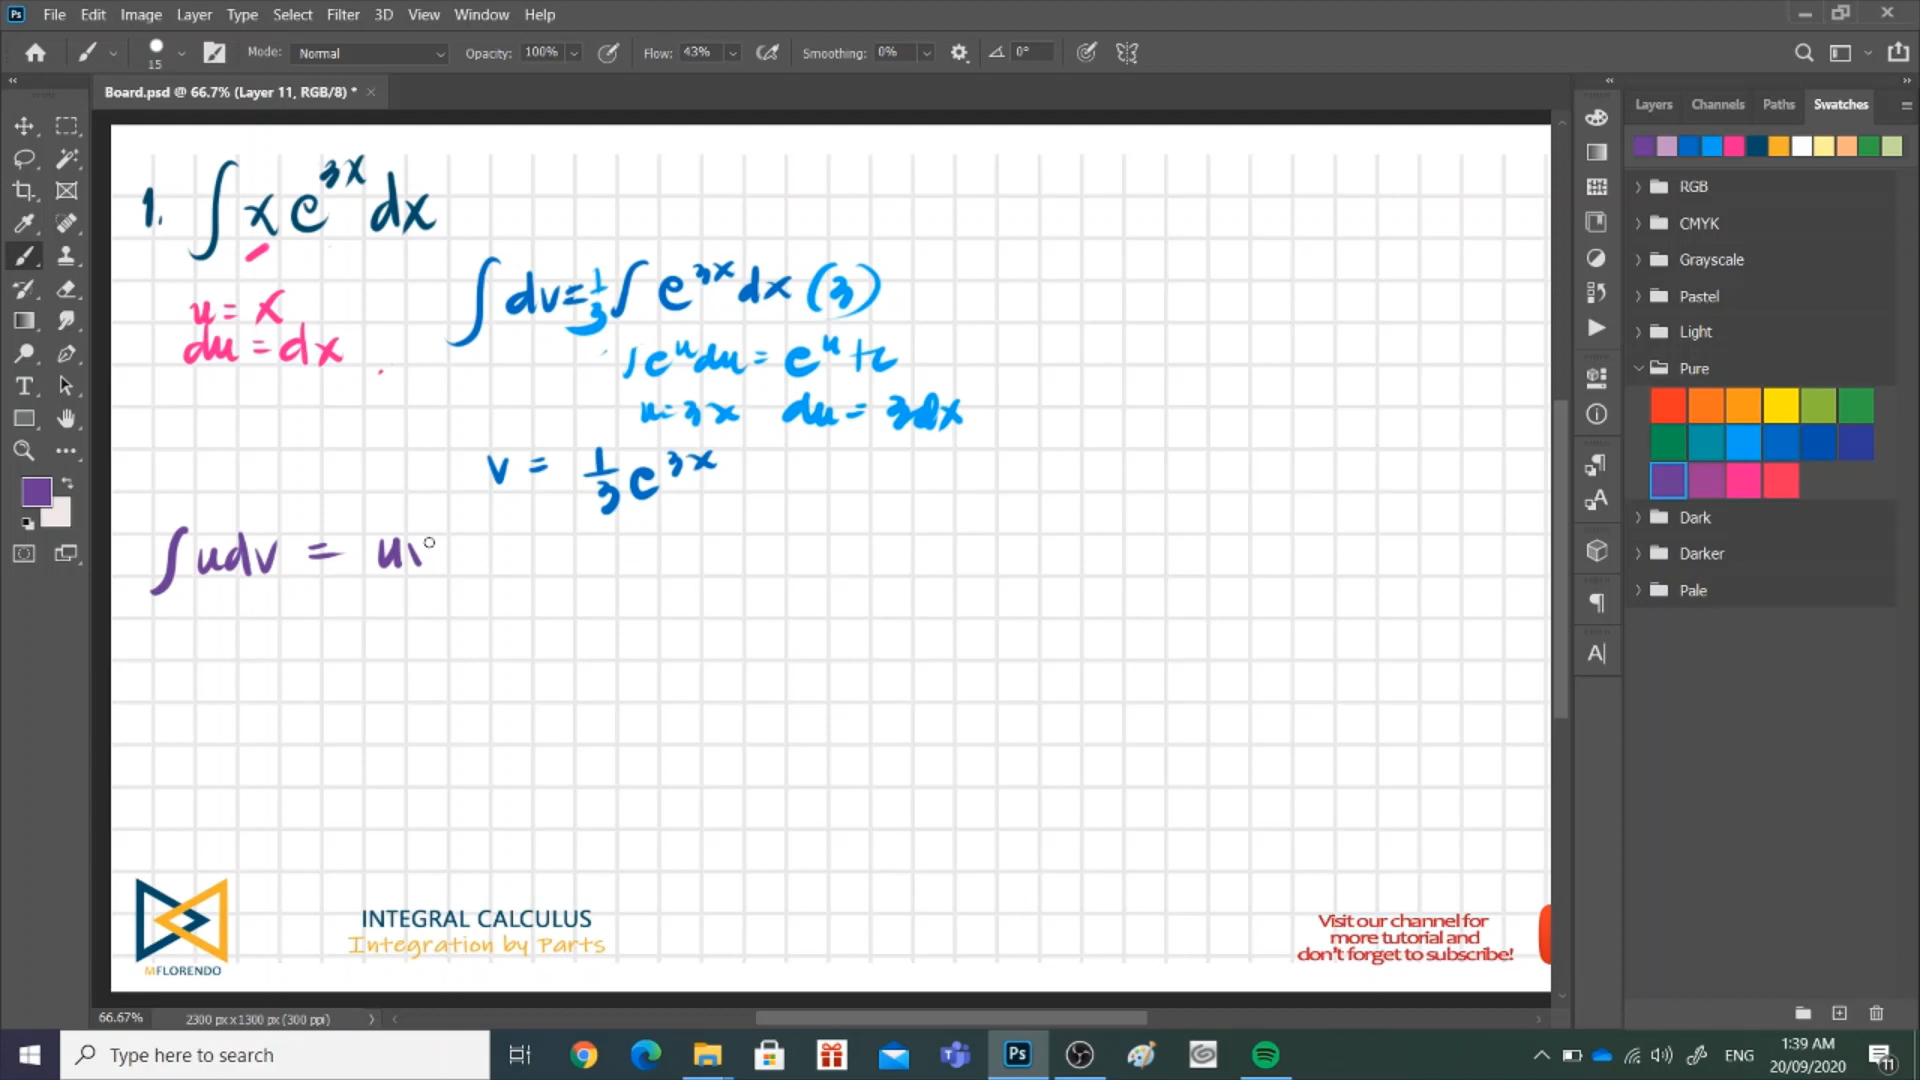 Ps File Edit Image Layer Type Select Filter 3D View Window Help
15 Mode: Normal Opacity: 100% Flow: 43% Smoothing: 0% 0°
Board.psd @ 66.7% (Layer 11, RGB/8) *
Layers Channels Paths Swatches
RGB
CMYK
Grayscale
Pastel
Light
Pure
Dark
Darker
Pale
1. ∫ x e^{3x} dx
u = x
du = dx
∫ dv = 1/3 ∫ e^{3x} dx (3)
∫ e^u du = e^u + c
u = 3x du = 3dx
v = 1/3 e^{3x}
∫ udv = u
MFLORENDO
INTEGRAL CALCULUS
Integration by Parts
Visit our channel for
more tutorial and
don't forget to subscribe!
66.67% 2300 px x 1300 px (300 ppi)
Type here to search
Ps
ENG
1:39 AM
20/09/2020
11